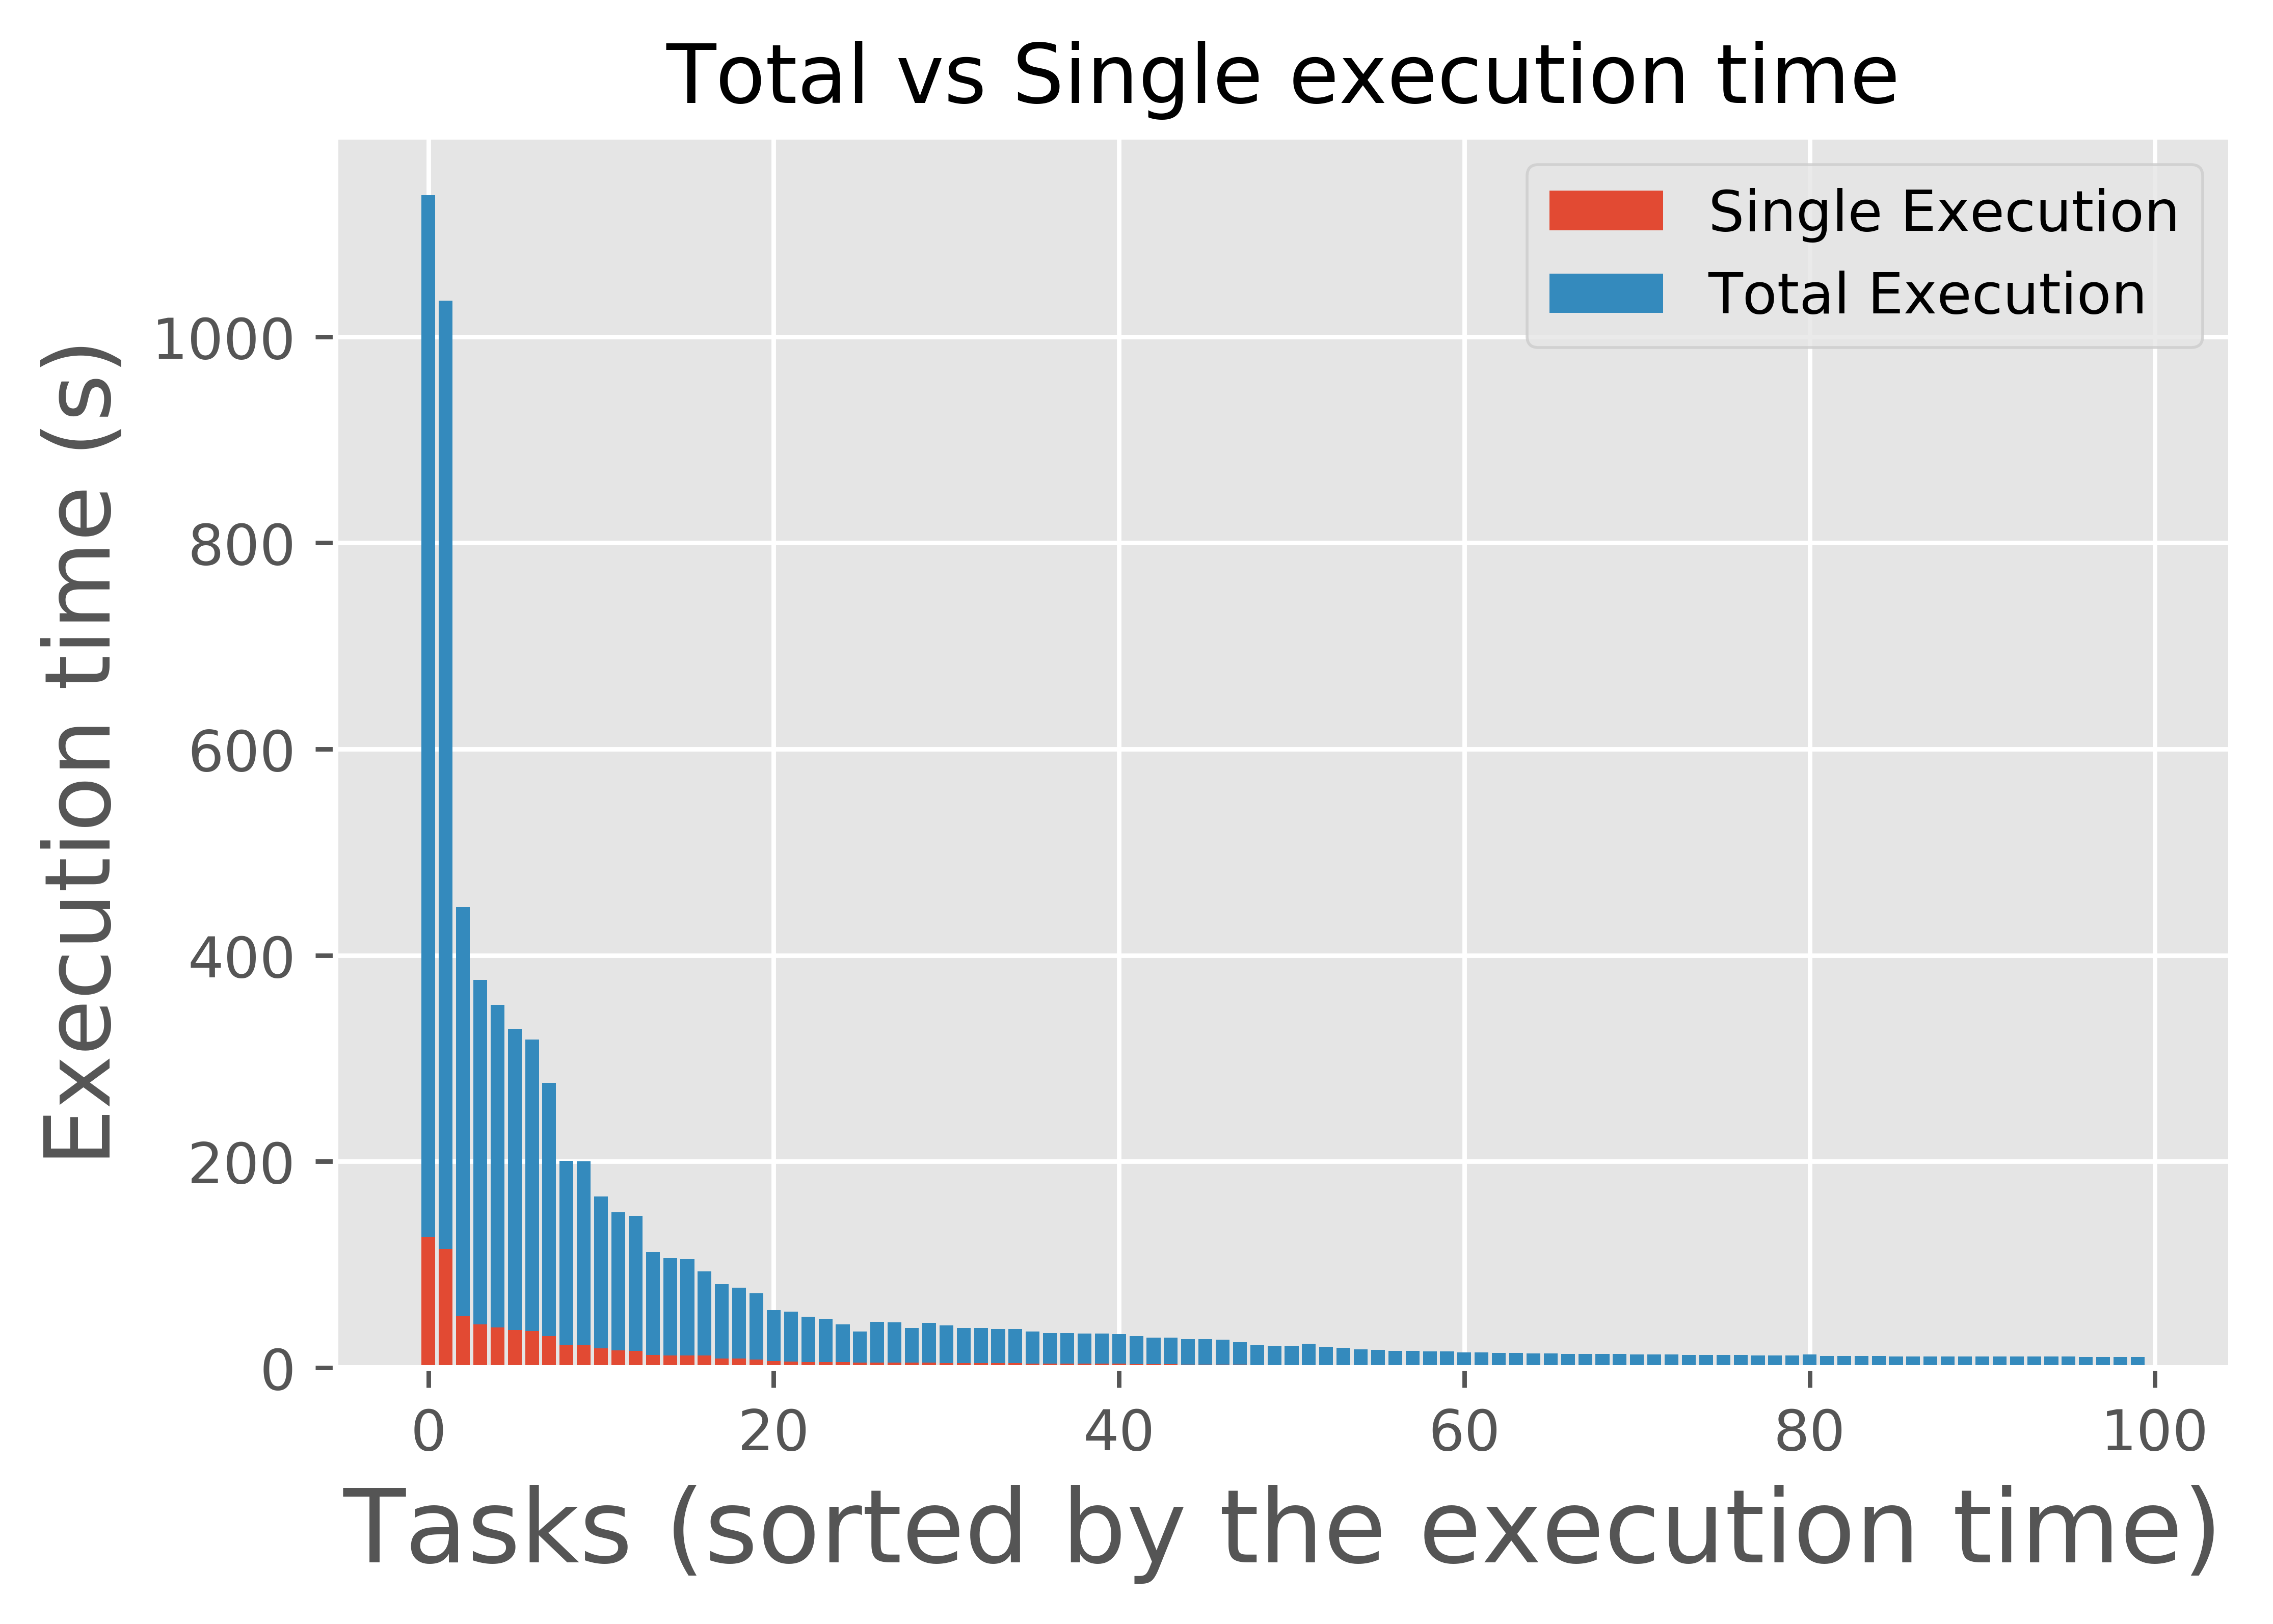 Total vs Single execution time
Single Execution
Total Execution
Execution time (s)
1000
800
600
400
200
0
0 20 40 60 80 100
Tasks (sorted by the execution time)